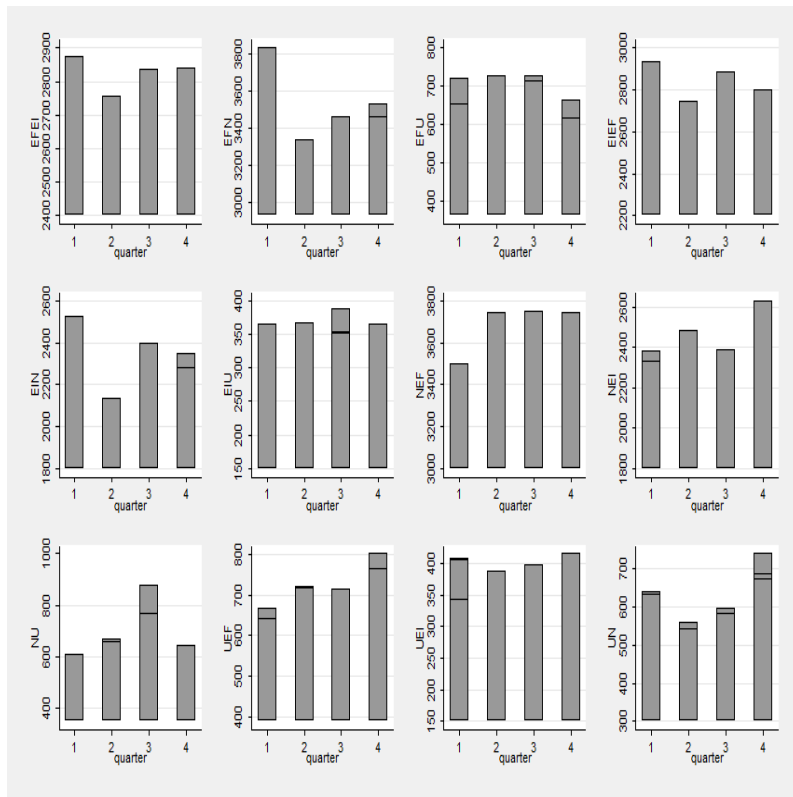 EFEI
2400 2500 2600 2700 2800 2900
1 2 3 4
quarter
EFN
3000 3200 3400 3600 3800
1 2 3 4
quarter
EFU
400 500 600 700 800
1 2 3 4
quarter
EIEF
2200 2400 2600 2800 3000
1 2 3 4
quarter
EIN
1800 2000 2200 2400 2600
1 2 3 4
quarter
EIU
150 200 250 300 350 400
1 2 3 4
quarter
NEF
3000 3200 3400 3600 3800
1 2 3 4
quarter
NEI
1800 2000 2200 2400 2600
1 2 3 4
quarter
NU
400 600 800 1000
1 2 3 4
quarter
UEF
400 500 600 700 800
1 2 3 4
quarter
UEI
150 200 250 300 350 400
1 2 3 4
quarter
UN
300 400 500 600 700
1 2 3 4
quarter